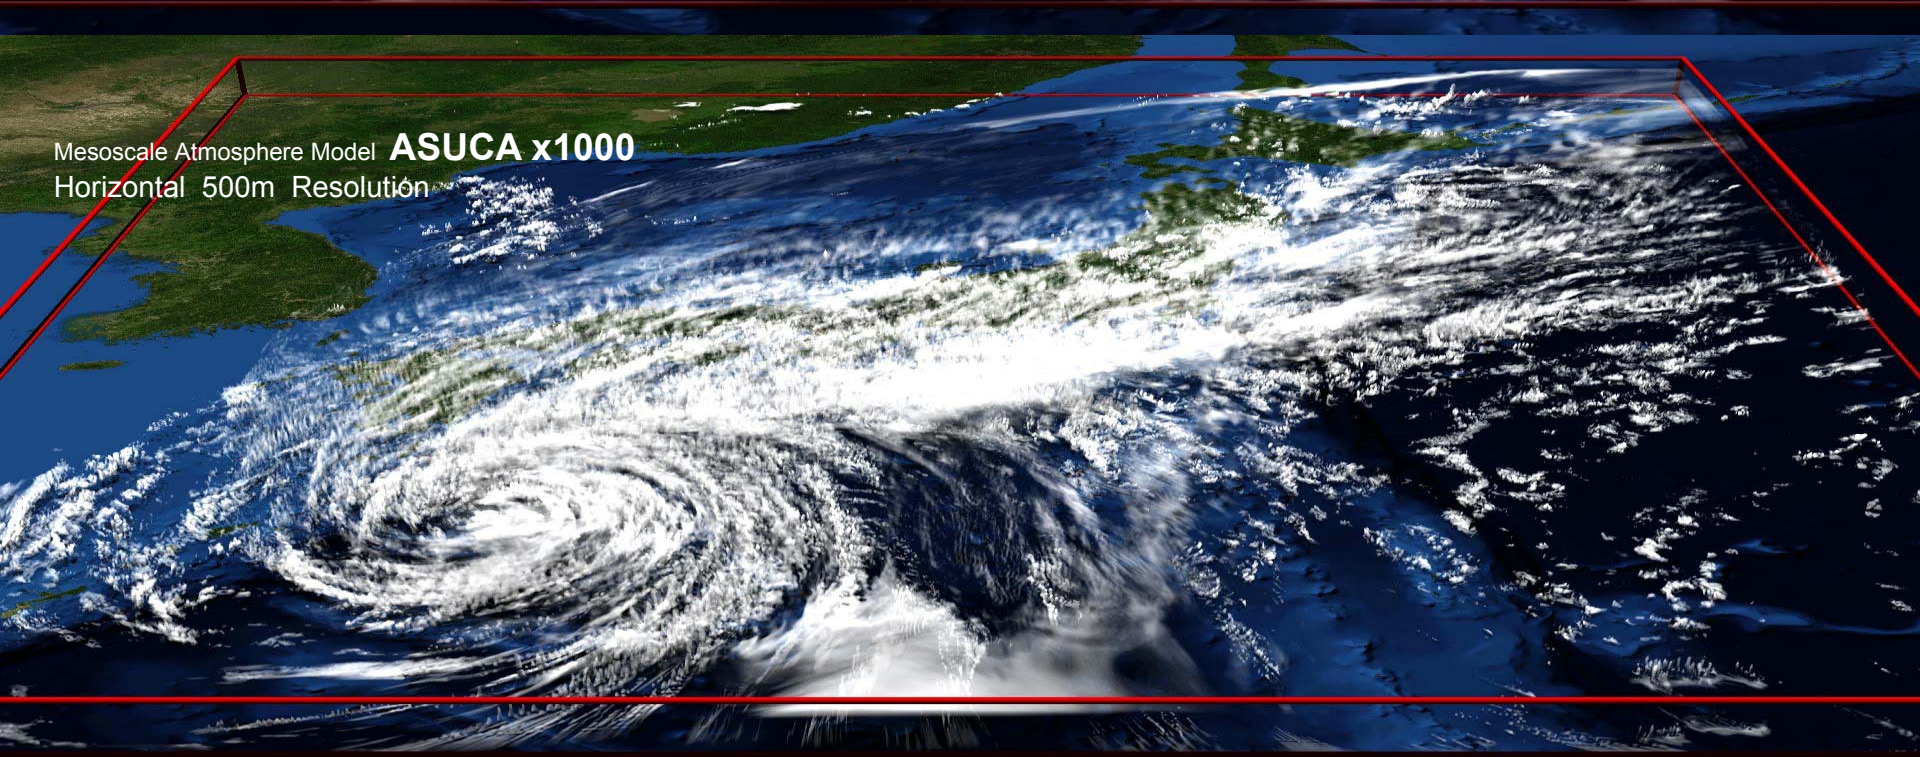 Mesoscale Atmosphere Model ASUCA x1000
Horizontal 500m Resolution